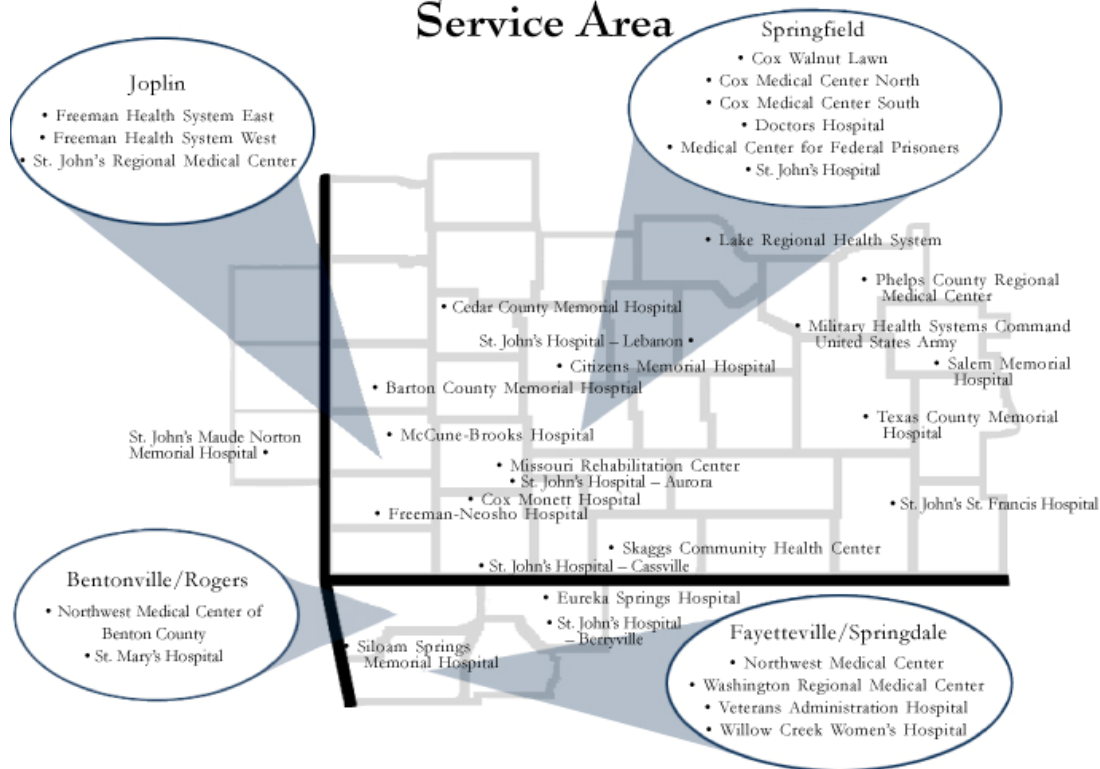 Service Area
Joplin
• Freeman Health System East
• Freeman Health System West
• St. John's Regional Medical Center
Springfield
• Cox Walnut Lawn
• Cox Medical Center North
• Cox Medical Center South
• Doctors Hospital
• Medical Center for Federal Prisoners
• St. John's Hospital
• Lake Regional Health System
• Phelps County Regional
Medical Center
• Cedar County Memorial Hospital
• Military Health Systems Command
United States Army
St. John's Hospital – Lebanon •
• Citizens Memorial Hospital
• Salem Memorial
Hospital
• Barton County Memorial Hosptial
• Texas County Memorial
Hospital
• McCune-Brooks Hospital
St. John's Maude Norton
Memorial Hospital •
• Missouri Rehabilitation Center
• St. John's Hospital – Aurora
• Cox Monett Hospital
• Freeman-Neosho Hospital
• St. John's St. Francis Hospital
• Skaggs Community Health Center
• St. John's Hospital – Cassville
Bentonville/Rogers
• Northwest Medical Center of
Benton County
• St. Mary's Hospital
• Eureka Springs Hospital
• St. John's Hospital
– Berryville
• Siloam Springs
Memorial Hospital
Fayetteville/Springdale
• Northwest Medical Center
• Washington Regional Medical Center
• Veterans Administration Hospital
• Willow Creek Women's Hospital